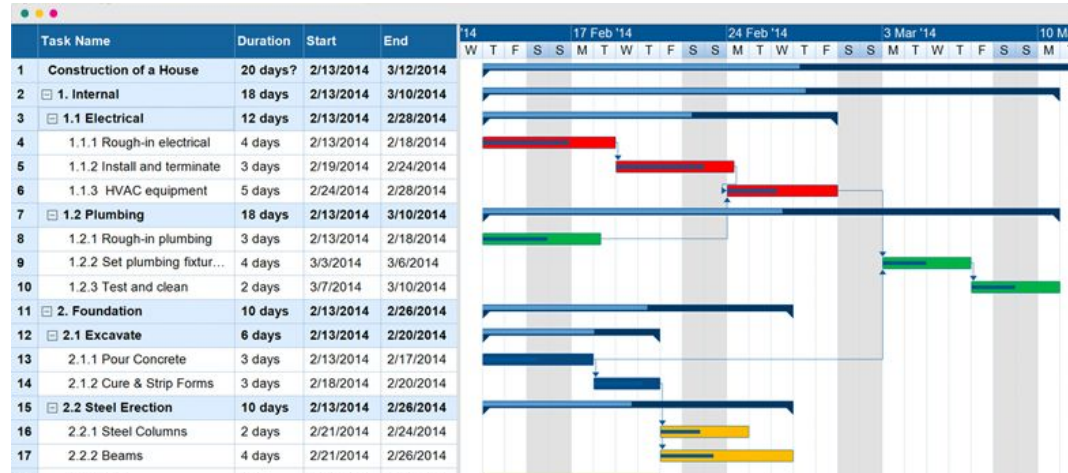 Task Name Duration Start End '14 17 Feb '14 24 Feb '14 3 Mar '14 10 M
W T F S S M T W T F S S M T W T F S S M T W T F S S M
1 Construction of a House 20 days? 2/13/2014 3/12/2014
2 1. Internal 18 days 2/13/2014 3/10/2014
3 1.1 Electrical 12 days 2/13/2014 2/28/2014
4 1.1.1 Rough-in electrical 4 days 2/13/2014 2/18/2014
5 1.1.2 Install and terminate 3 days 2/19/2014 2/24/2014
6 1.1.3 HVAC equipment 5 days 2/24/2014 2/28/2014
7 1.2 Plumbing 18 days 2/13/2014 3/10/2014
8 1.2.1 Rough-in plumbing 3 days 2/13/2014 2/18/2014
9 1.2.2 Set plumbing fixtur... 4 days 3/3/2014 3/6/2014
10 1.2.3 Test and clean 2 days 3/7/2014 3/10/2014
11 2. Foundation 10 days 2/13/2014 2/26/2014
12 2.1 Excavate 6 days 2/13/2014 2/20/2014
13 2.1.1 Pour Concrete 3 days 2/13/2014 2/17/2014
14 2.1.2 Cure & Strip Forms 3 days 2/18/2014 2/20/2014
15 2.2 Steel Erection 10 days 2/13/2014 2/26/2014
16 2.2.1 Steel Columns 2 days 2/21/2014 2/24/2014
17 2.2.2 Beams 4 days 2/21/2014 2/26/2014